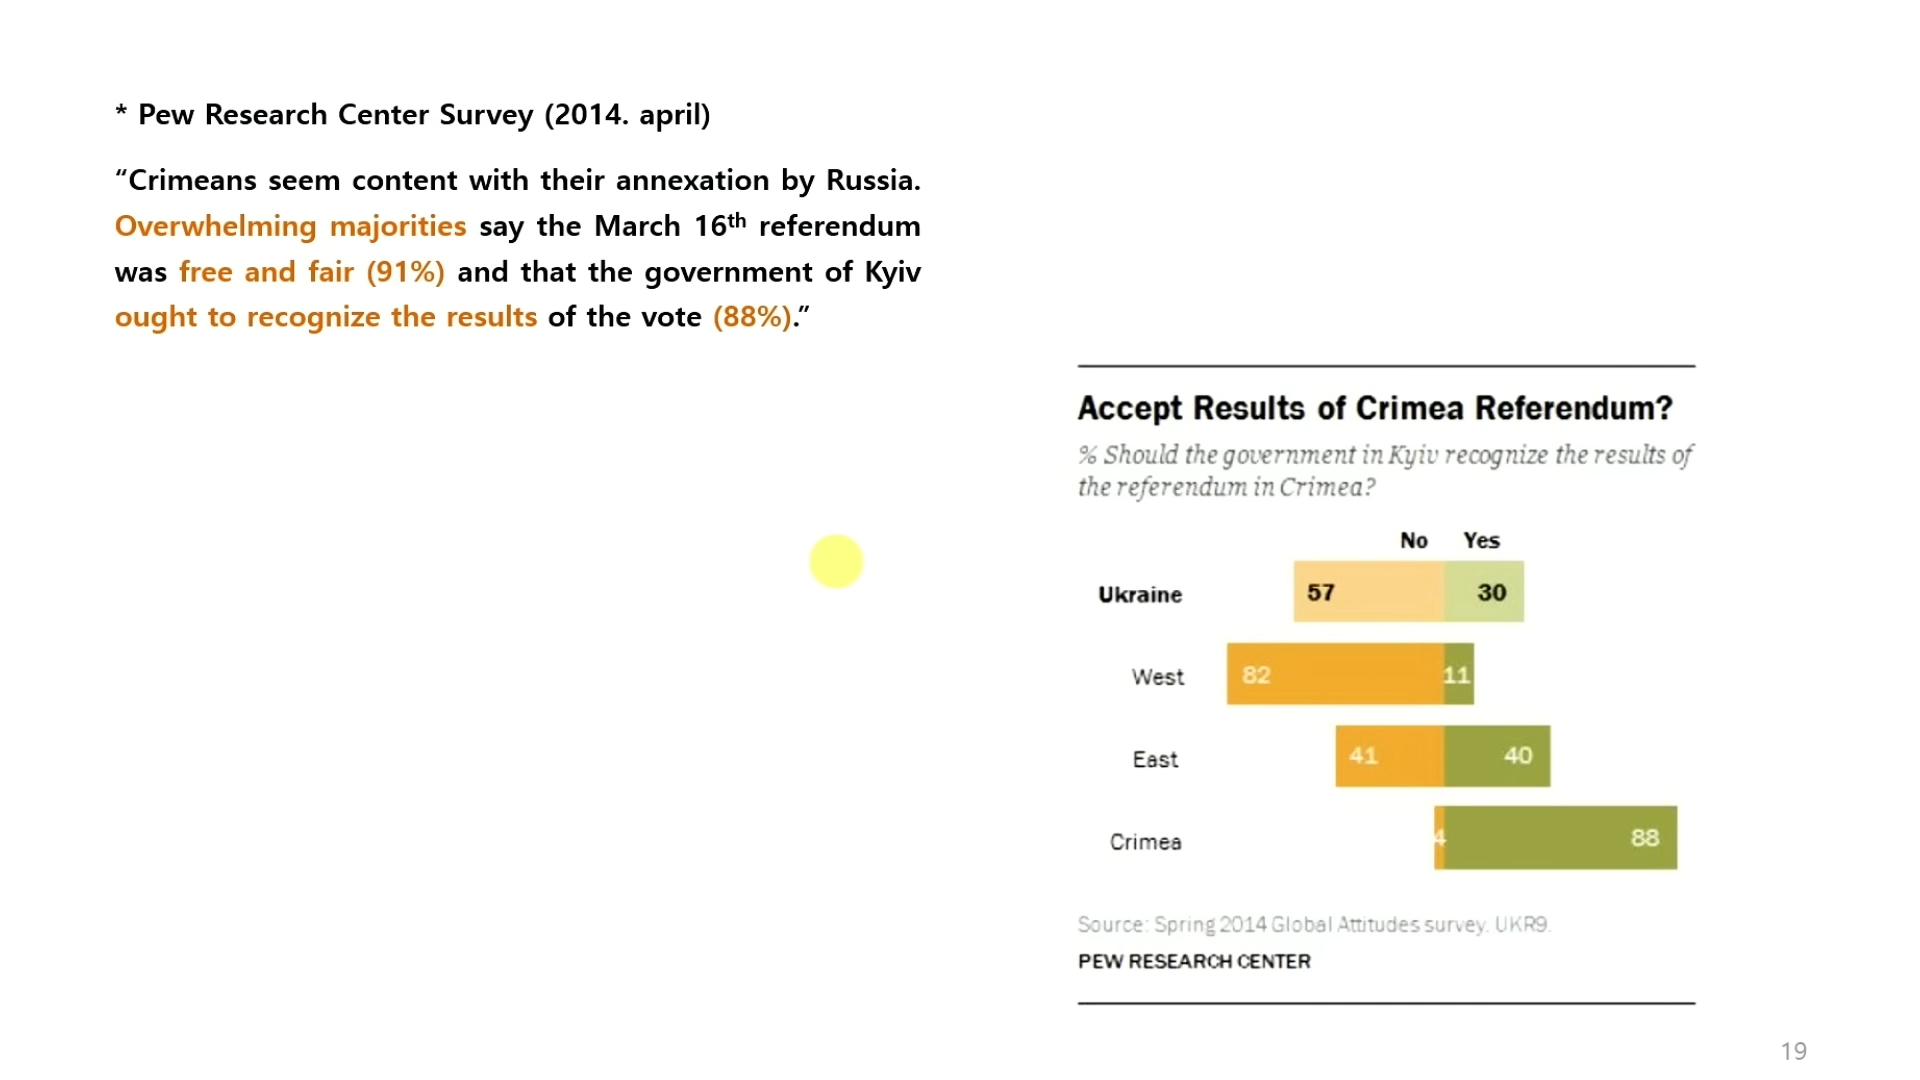 * Pew Research Center Survey (2014. april)
“Crimeans seem content with their annexation by Russia.
Overwhelming majorities say the March 16th referendum
was free and fair (91%) and that the government of Kyiv
ought to recognize the results of the vote (88%).”
Accept Results of Crimea Referendum?
% Should the government in Kyiv recognize the results of
the referendum in Crimea?
No Yes
Ukraine 57 30
West 82 11
East 41 40
Crimea 4 88
Source: Spring 2014 Global Attitudes survey. UKR9.
PEW RESEARCH CENTER
19